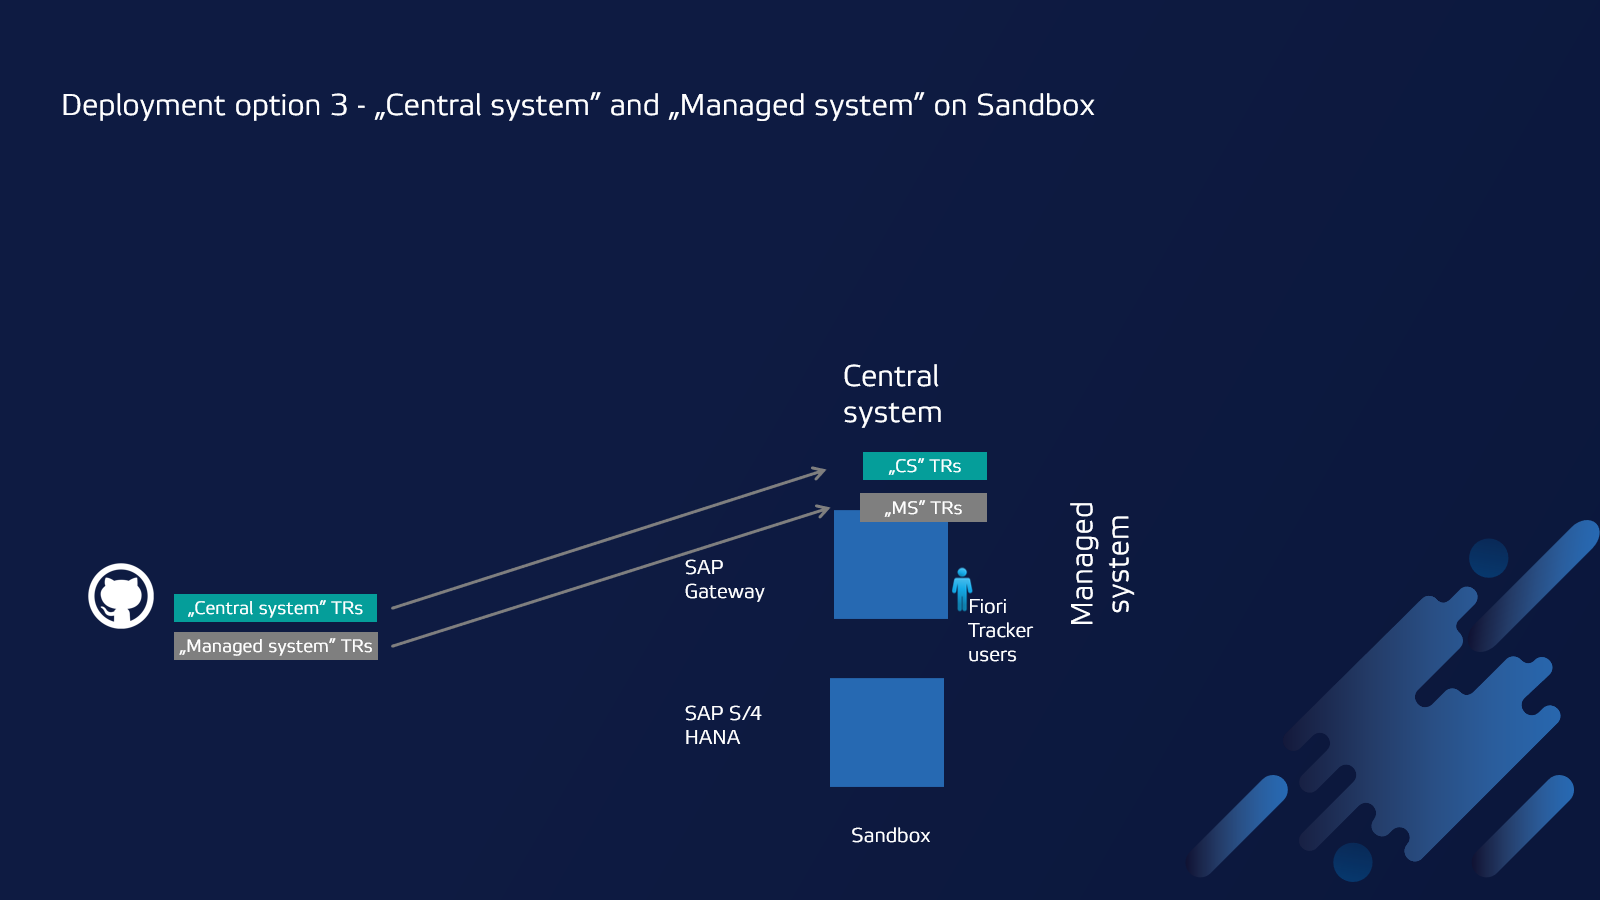 Deployment option 3 - „Central system” and „Managed system” on Sandbox
Central
system
„CS” TRs
„MS” TRs
Managed
system
SAP
Gateway
Fiori
Tracker
users
„Central system” TRs
„Managed system” TRs
SAP S/4
HANA
Sandbox